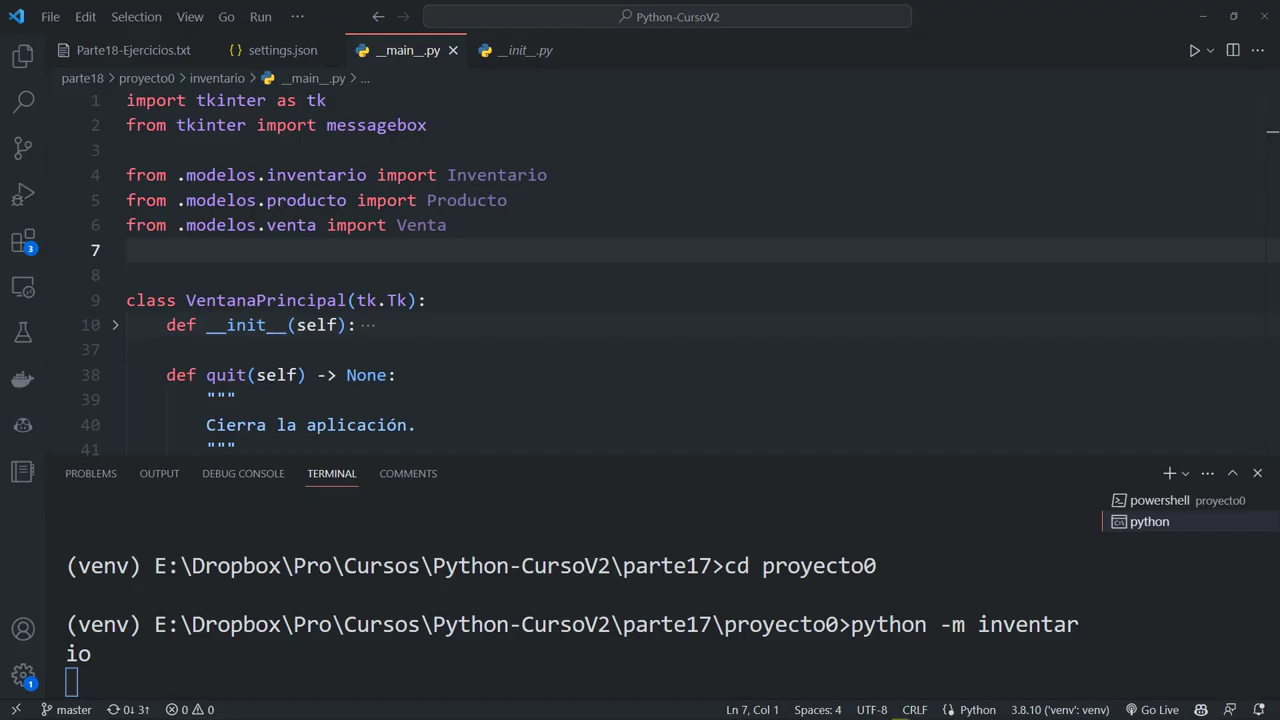 File Edit Selection View Go Run ··· Python-CursoV2
Parte18-Ejercicios.txt settings.json __main__.py __init__.py
parte18 > proyecto0 > inventario > __main__.py > ...
1 import tkinter as tk
2 from tkinter import messagebox
3
4 from .modelos.inventario import Inventario
5 from .modelos.producto import Producto
6 from .modelos.venta import Venta
7
8
9 class VentanaPrincipal(tk.Tk):
10 def __init__(self): ···
37
38 def quit(self) -> None:
39 """
40 Cierra la aplicación.
41 """
PROBLEMS OUTPUT DEBUG CONSOLE TERMINAL COMMENTS
powershell proyecto0
python
(venv) E:\Dropbox\Pro\Cursos\Python-CursoV2\parte17>cd proyecto0
(venv) E:\Dropbox\Pro\Cursos\Python-CursoV2\parte17\proyecto0>python -m inventar
io
3
1
master 0↓ 3↑ 0 0 Ln 7, Col 1 Spaces: 4 UTF-8 CRLF Python 3.8.10 ('venv': venv) Go Live